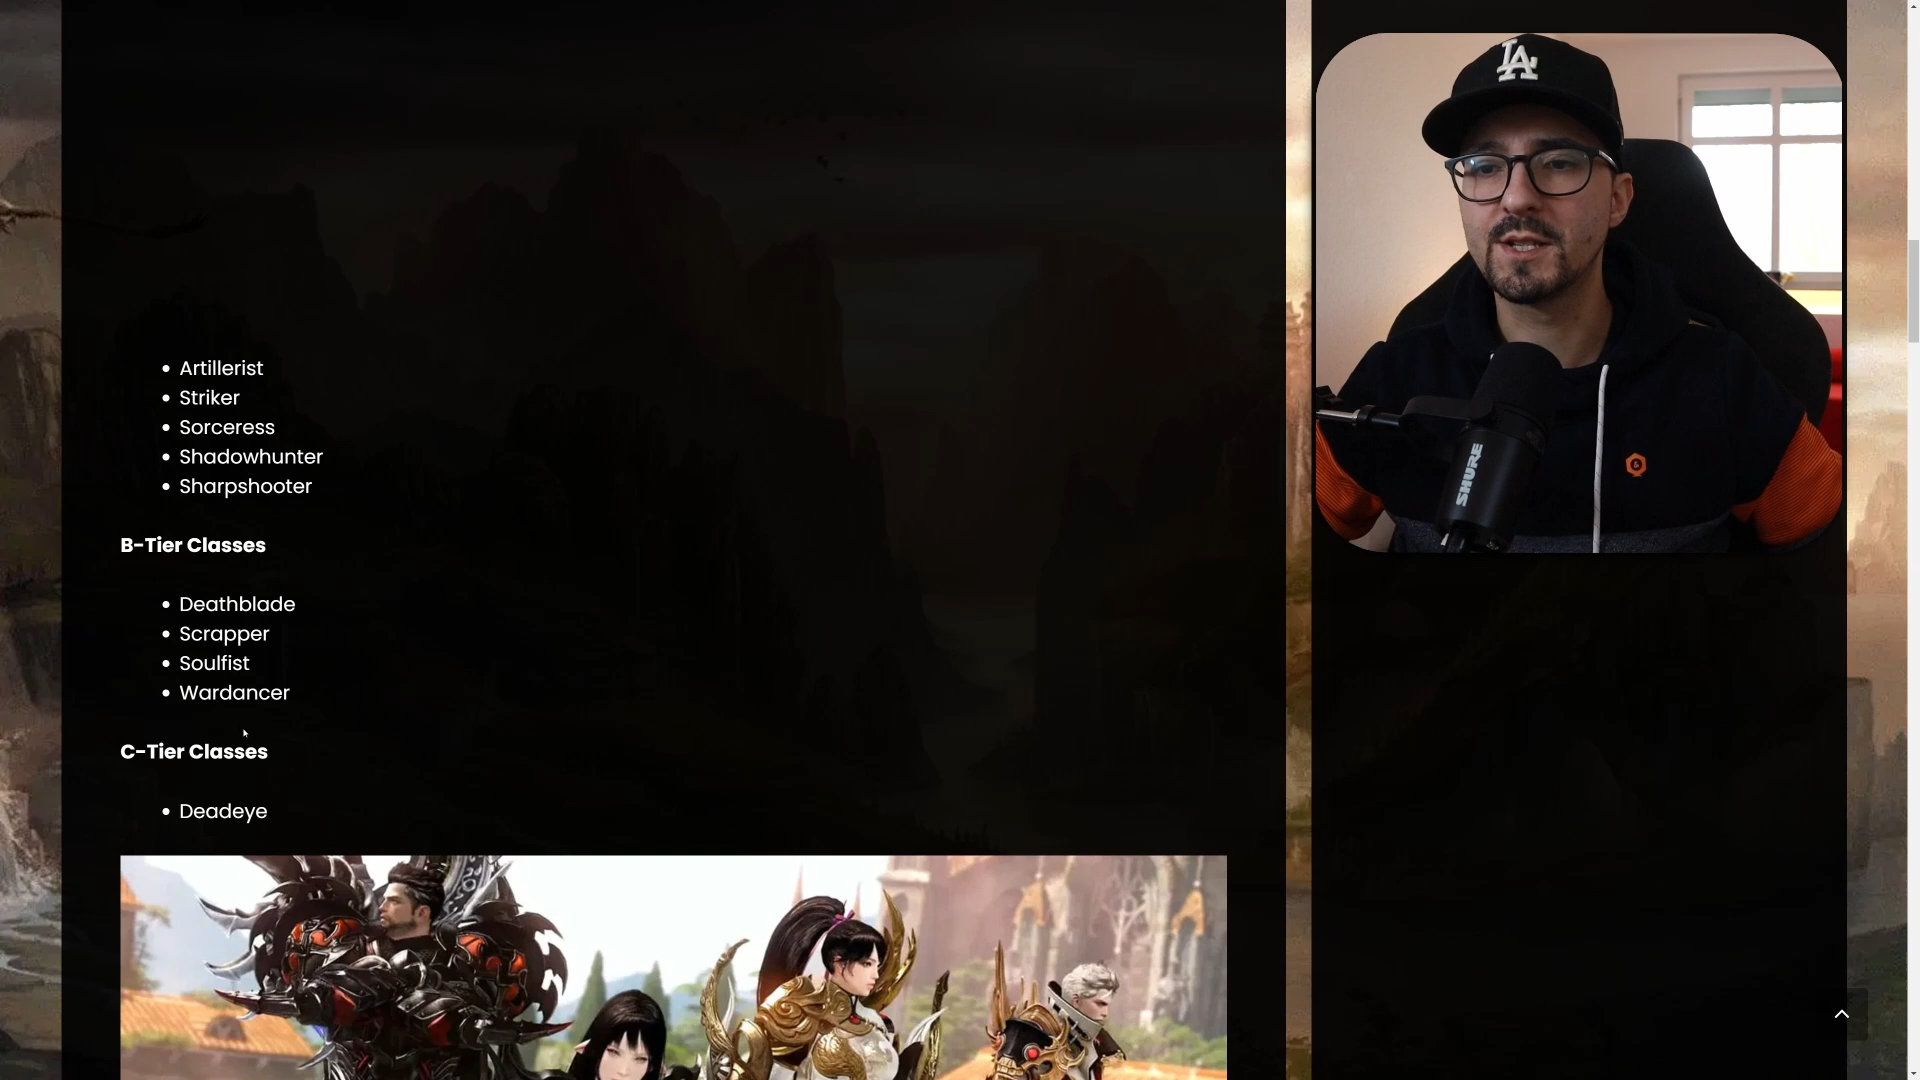 LA
Artillerist
Striker
Sorceress
Shadowhunter
Sharpshooter
SHURE
B-Tier Classes
Deathblade
Scrapper
Soulfist
Wardancer
C-Tier Classes
Deadeye